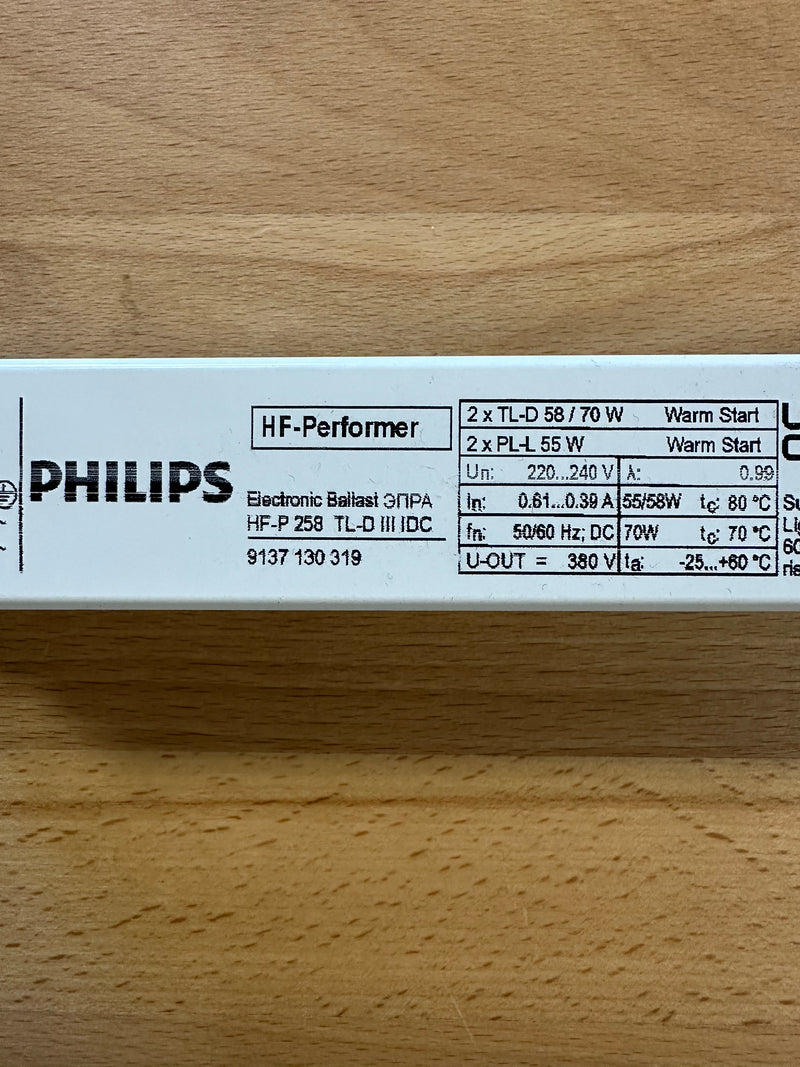 PHILIPS
HF-Performer
Electronic Ballast ЭПРА
HF-P 258 TL-D III IDC
9137 130 319
2 x TL-D 58 / 70 W Warm Start
2 x PL-L 55 W Warm Start
Un: 220...240 V λ: 0.99
In: 0.61...0.39 A 55/58W tc: 80 °C
fn: 50/60 Hz; DC 70W tc: 70 °C
U-OUT = 380 V ta: -25...+60 °C